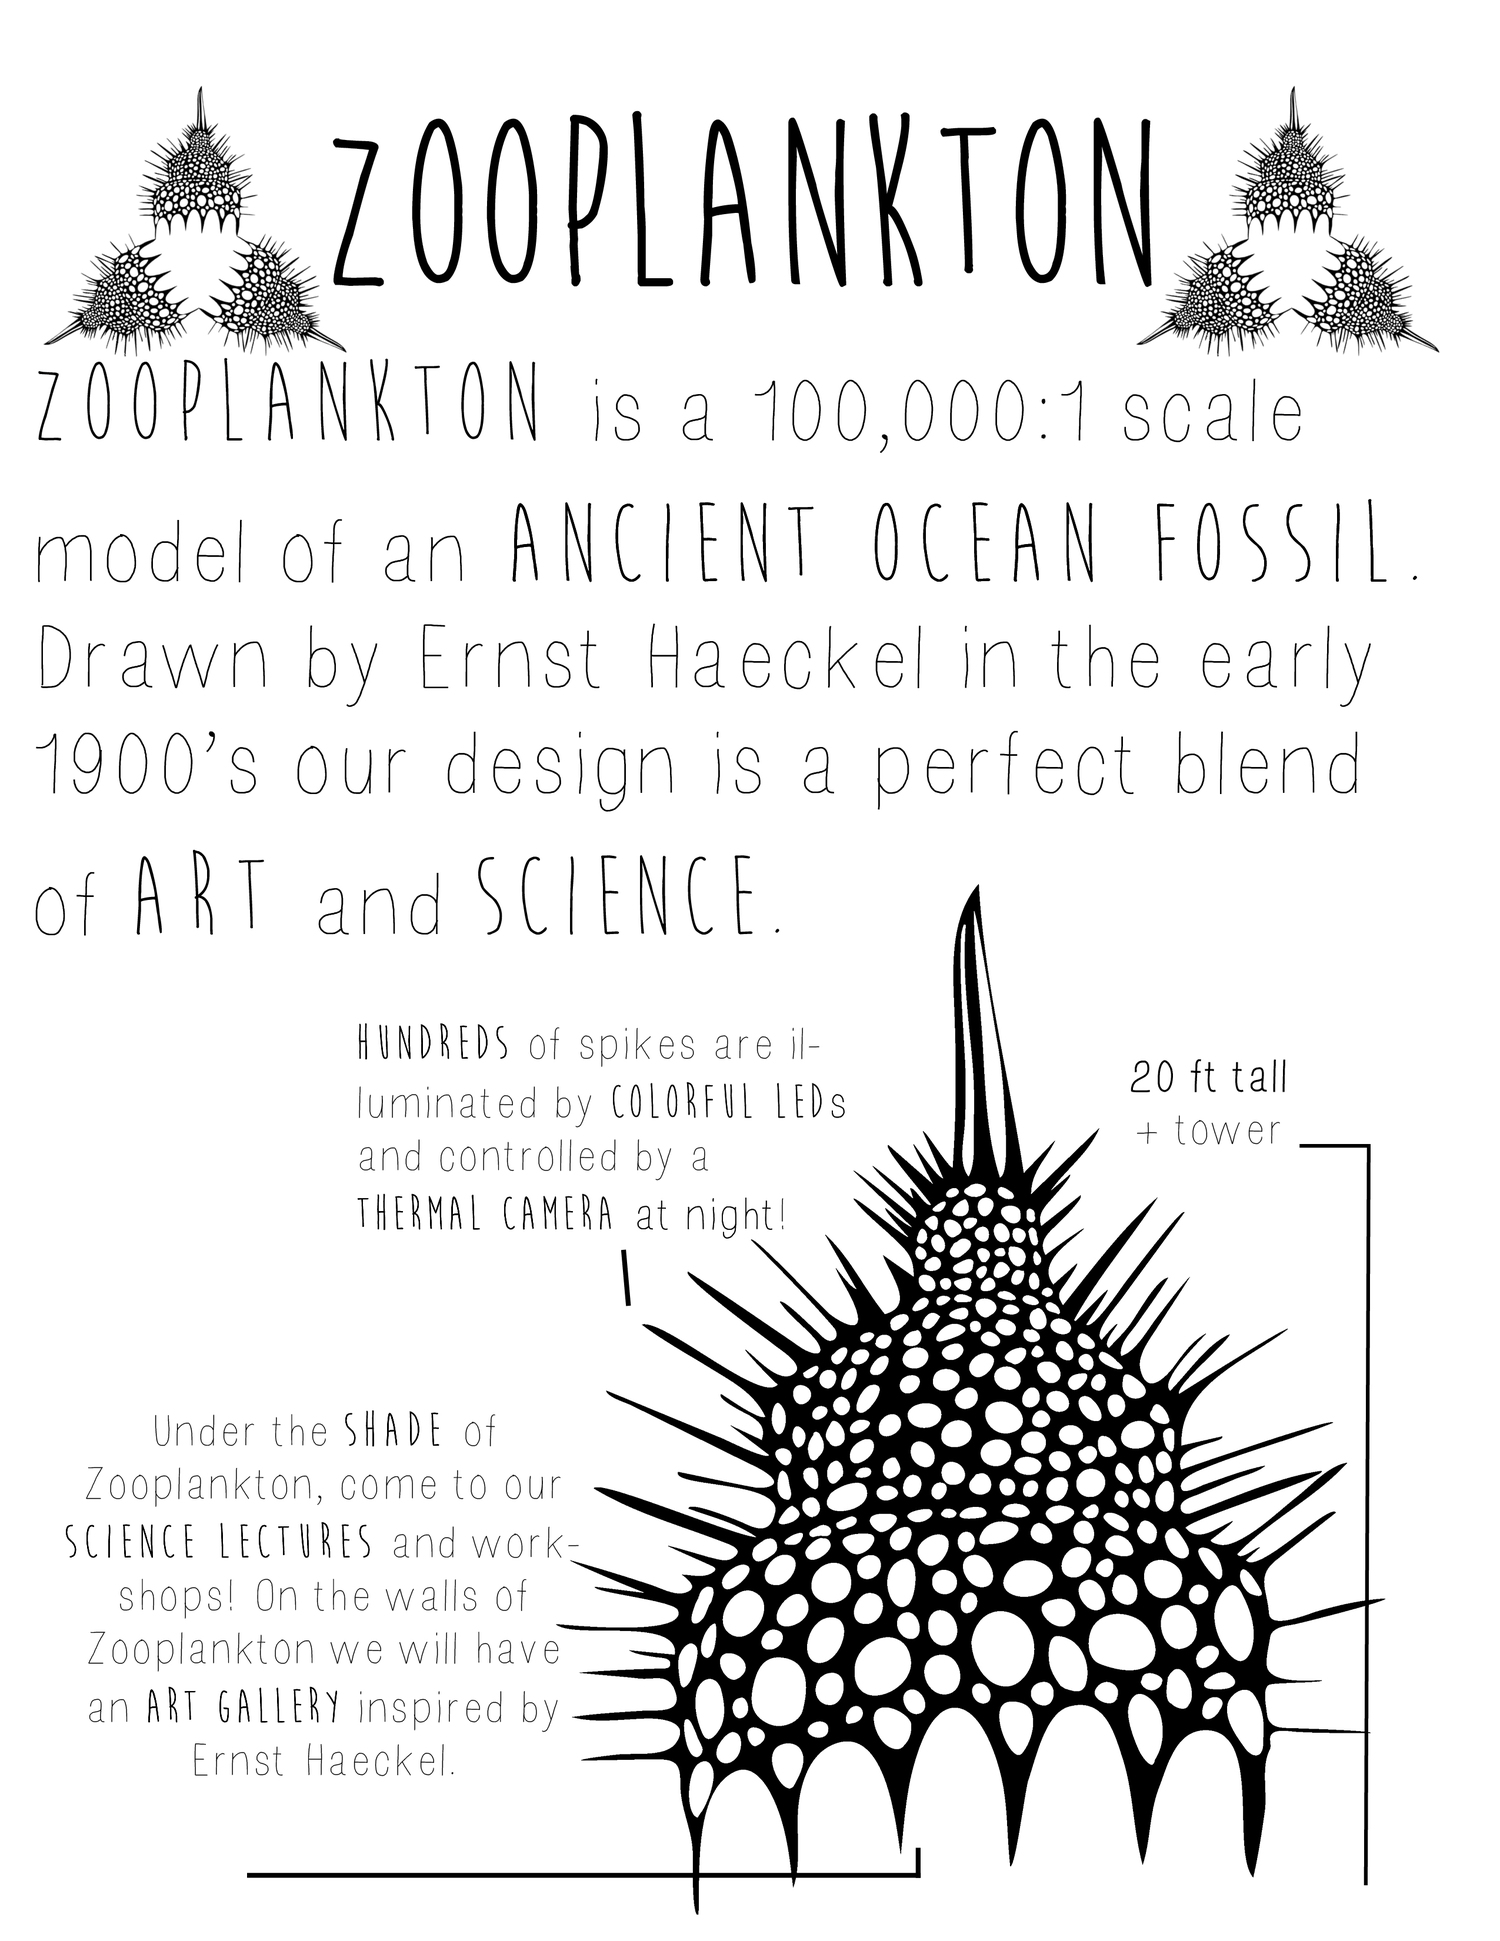 ZOOPLANKTON
ZOOPLANKTON is a 100,000:1 scale
model of an ANCIENT OCEAN FOSSIL.
Drawn by Ernst Haeckel in the early
1900's our design is a perfect blend
of ART and SCIENCE.
HUNDREDS of spikes are il-
luminated by COLORFUL LEDs
and controlled by a
THERMAL CAMERA at night!
20 ft tall
+ tower
Under the SHADE of
Zooplankton, come to our
SCIENCE LECTURES and work-
shops! On the walls of
Zooplankton we will have
an ART GALLERY inspired by
Ernst Haeckel.